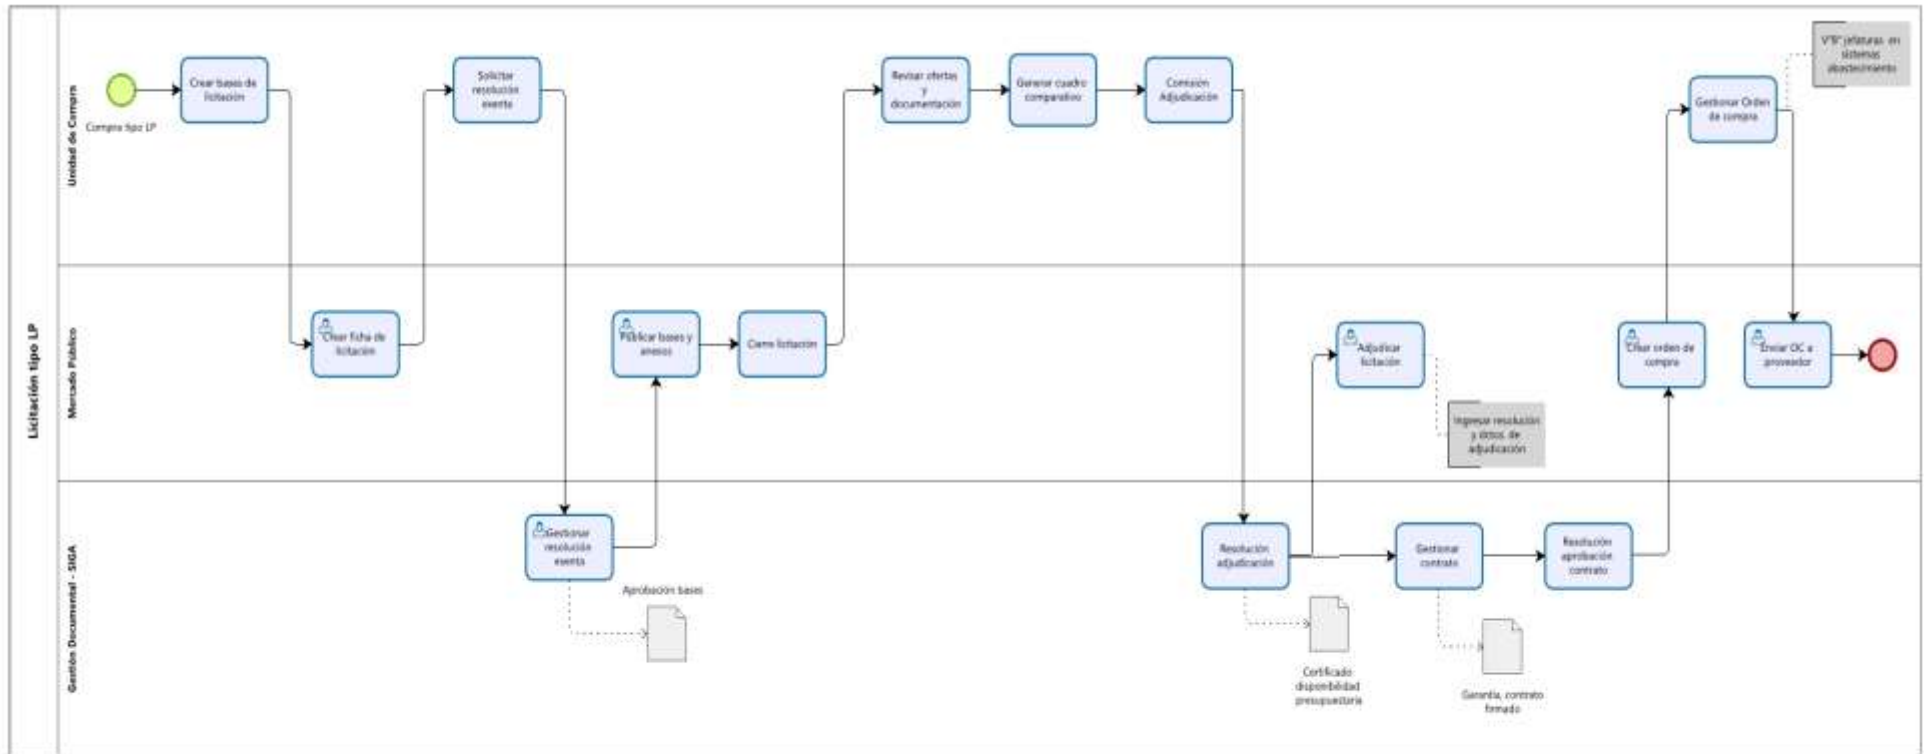 Licitación tipo LP
Unidad de Compra
Compra tipo LP
Crear bases de
licitación
Solicitar
resolución
exenta
Revisar ofertas
y
documentación
Generar cuadro
comparativo
Comisión
Adjudicación
Gestionar Orden
de compra
V°B° jefaturas en
sistemas
abastecimiento
Mercado Público
Crear ficha de
licitación
Publicar bases y
anexos
Cierre licitación
Adjudicar
licitación
Ingresar resolución
y dctos. de
adjudicación
Crear orden de
compra
Enviar OC a
proveedor
Gestión Documental - SIGA
Gestionar
resolución
exenta
Aprobación bases
Resolución
adjudicación
Certificado
disponibilidad
presupuestaria
Gestionar
contrato
Garantía, contrato
firmado
Resolución
aprobación
contrato